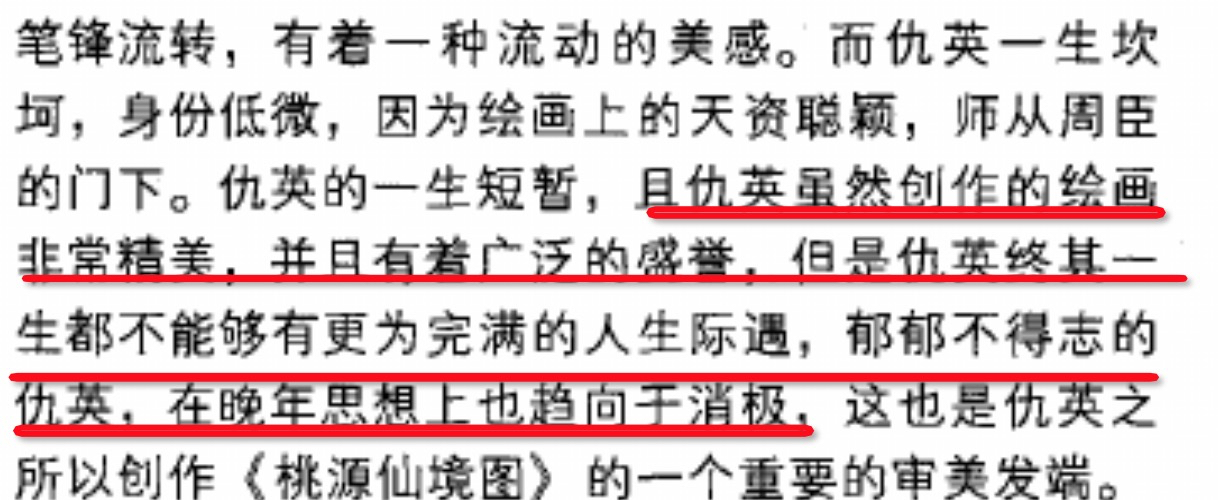 笔锋流转，有着一种流动的美感。而仇英一生坎
坷，身份低微，因为绘画上的天资聪颖，师从周臣
的门下。仇英的一生短暂，且仇英虽然创作的绘画
非常精美，并且有着广泛的盛誉，但是仇英终其一
生都不能够有更为完满的人生际遇，郁郁不得志的
仇英，在晚年思想上也趋向于消极，这也是仇英之
所以创作《桃源仙境图》的一个重要的审美发端。